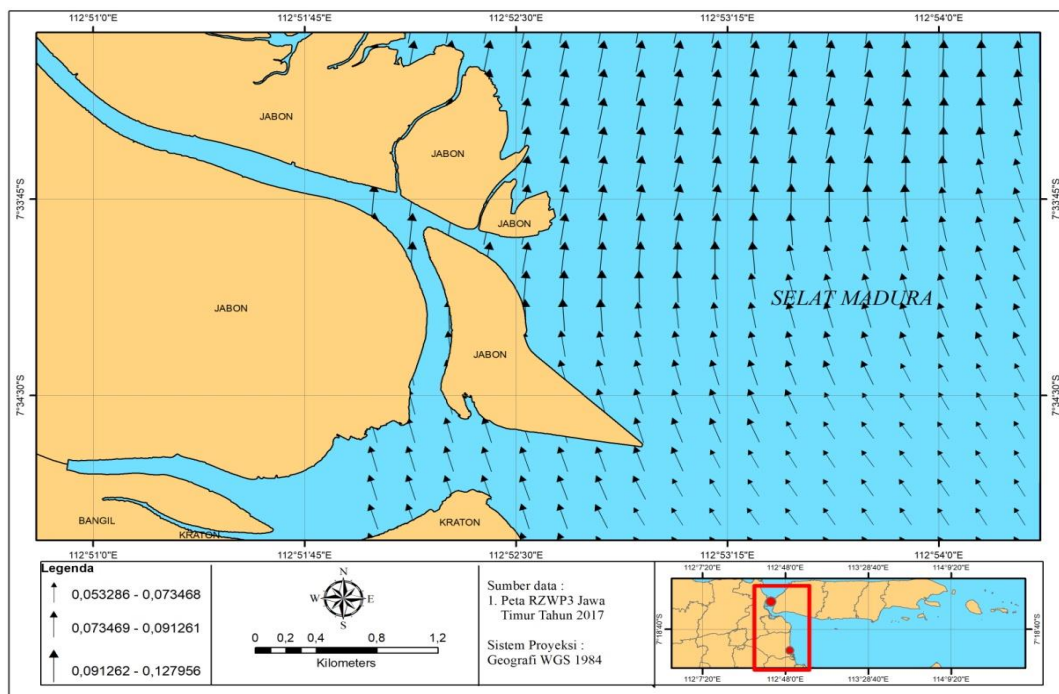 112°51'0"E 112°51'45"E 112°52'30"E 112°53'15"E 112°54'0"E
JABON
JABON
7°33'45"S 7°33'45"S
JABON
SELAT MADURA
JABON
JABON
7°34'30"S 7°34'30"S
BANGIL
KRATON
KRATON
112°51'0"E 112°51'45"E 112°52'30"E 112°53'15"E 112°54'0"E
Legenda
0,053286 - 0,073468
0,073469 - 0,091261
0,091262 - 0,127956
N
W E
S
0 0,2 0,4 0,8 1,2
Kilometers
Sumber data :
1. Peta RZWP3 Jawa
Timur Tahun 2017
Sistem Proyeksi :
Geografi WGS 1984
112°7'20"E 112°48'0"E 113°28'40"E 114°9'20"E
7°18'40"S 7°18'40"S
112°7'20"E 112°48'0"E 113°28'40"E 114°9'20"E